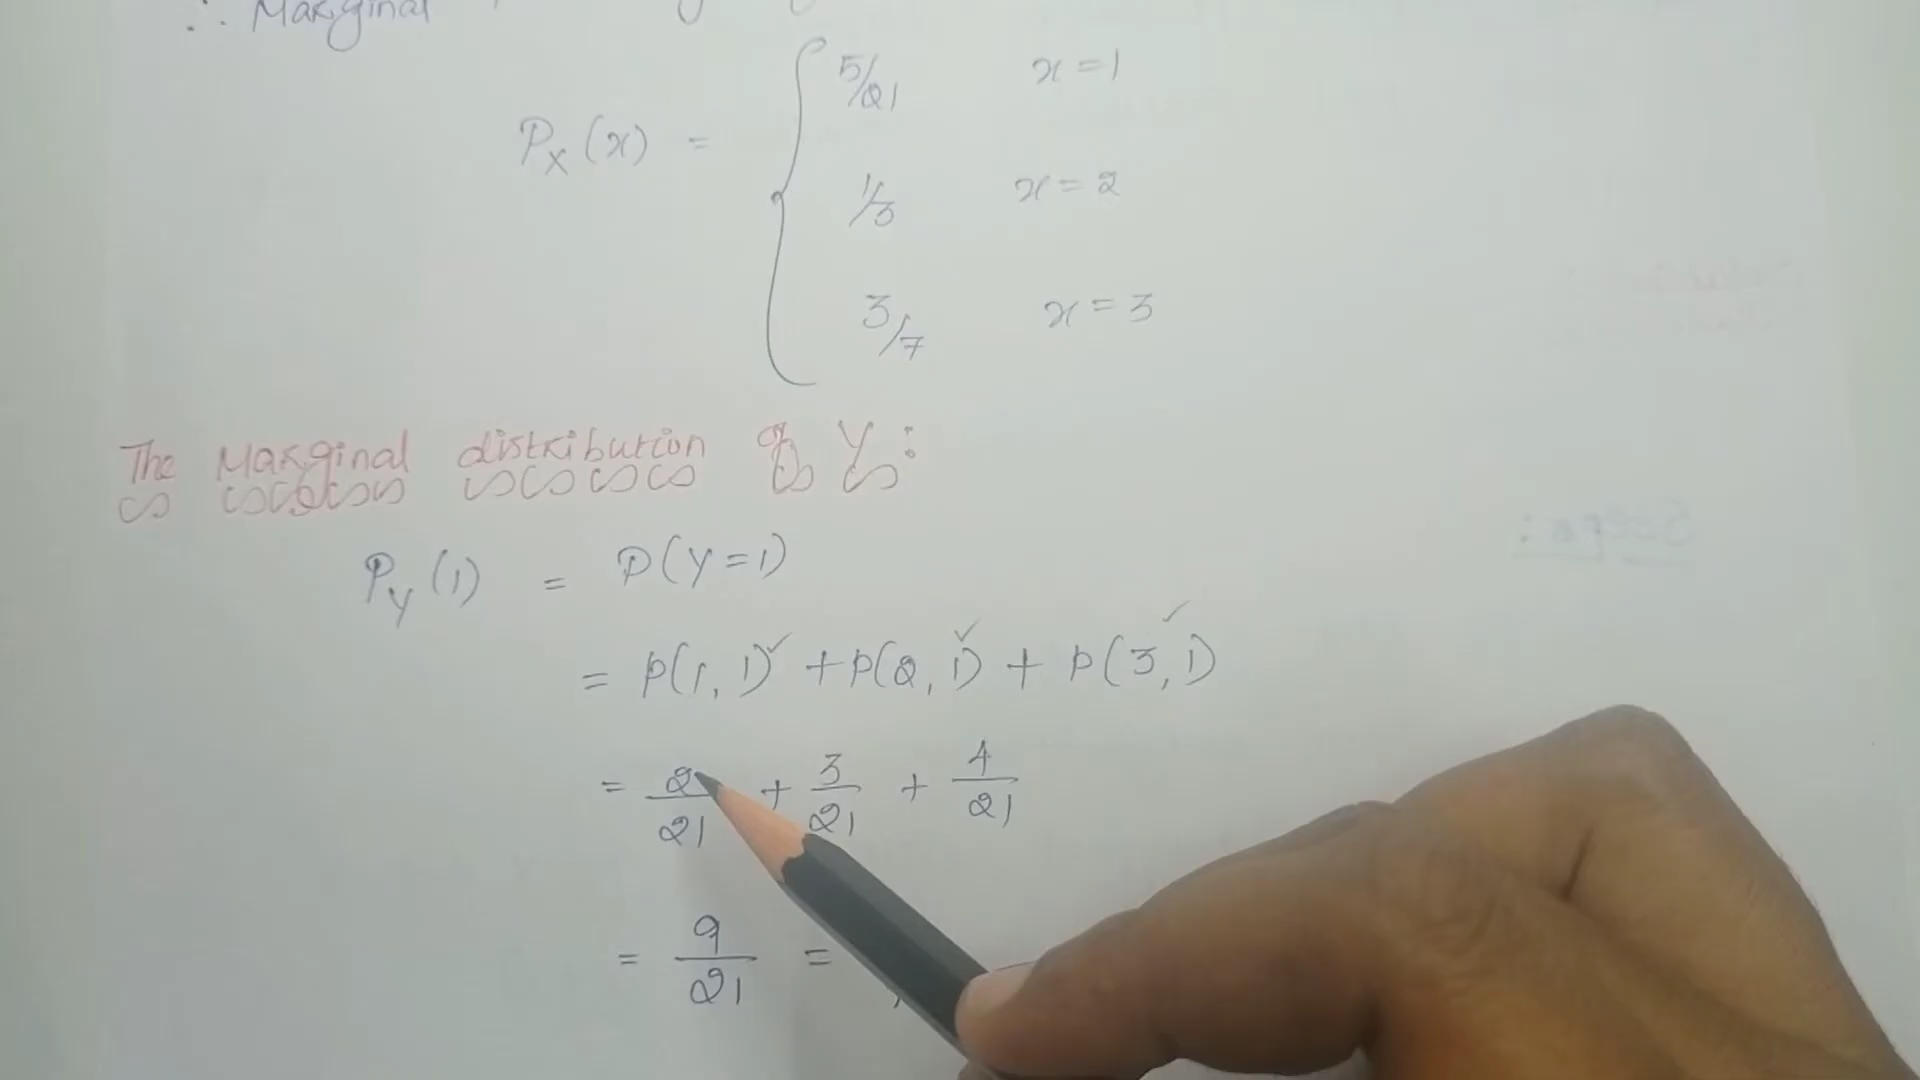 ∴ Marginal
P_X(x) = { 5/21 x = 1
1/3 x = 2
3/7 x = 3
The Marginal distribution of Y:
P_Y(1) = P(Y=1)
= p(1,1)✓ + p(2,1)✓ + p(3,1)✓
= 2/21 + 3/21 + 4/21
= 9/21 =